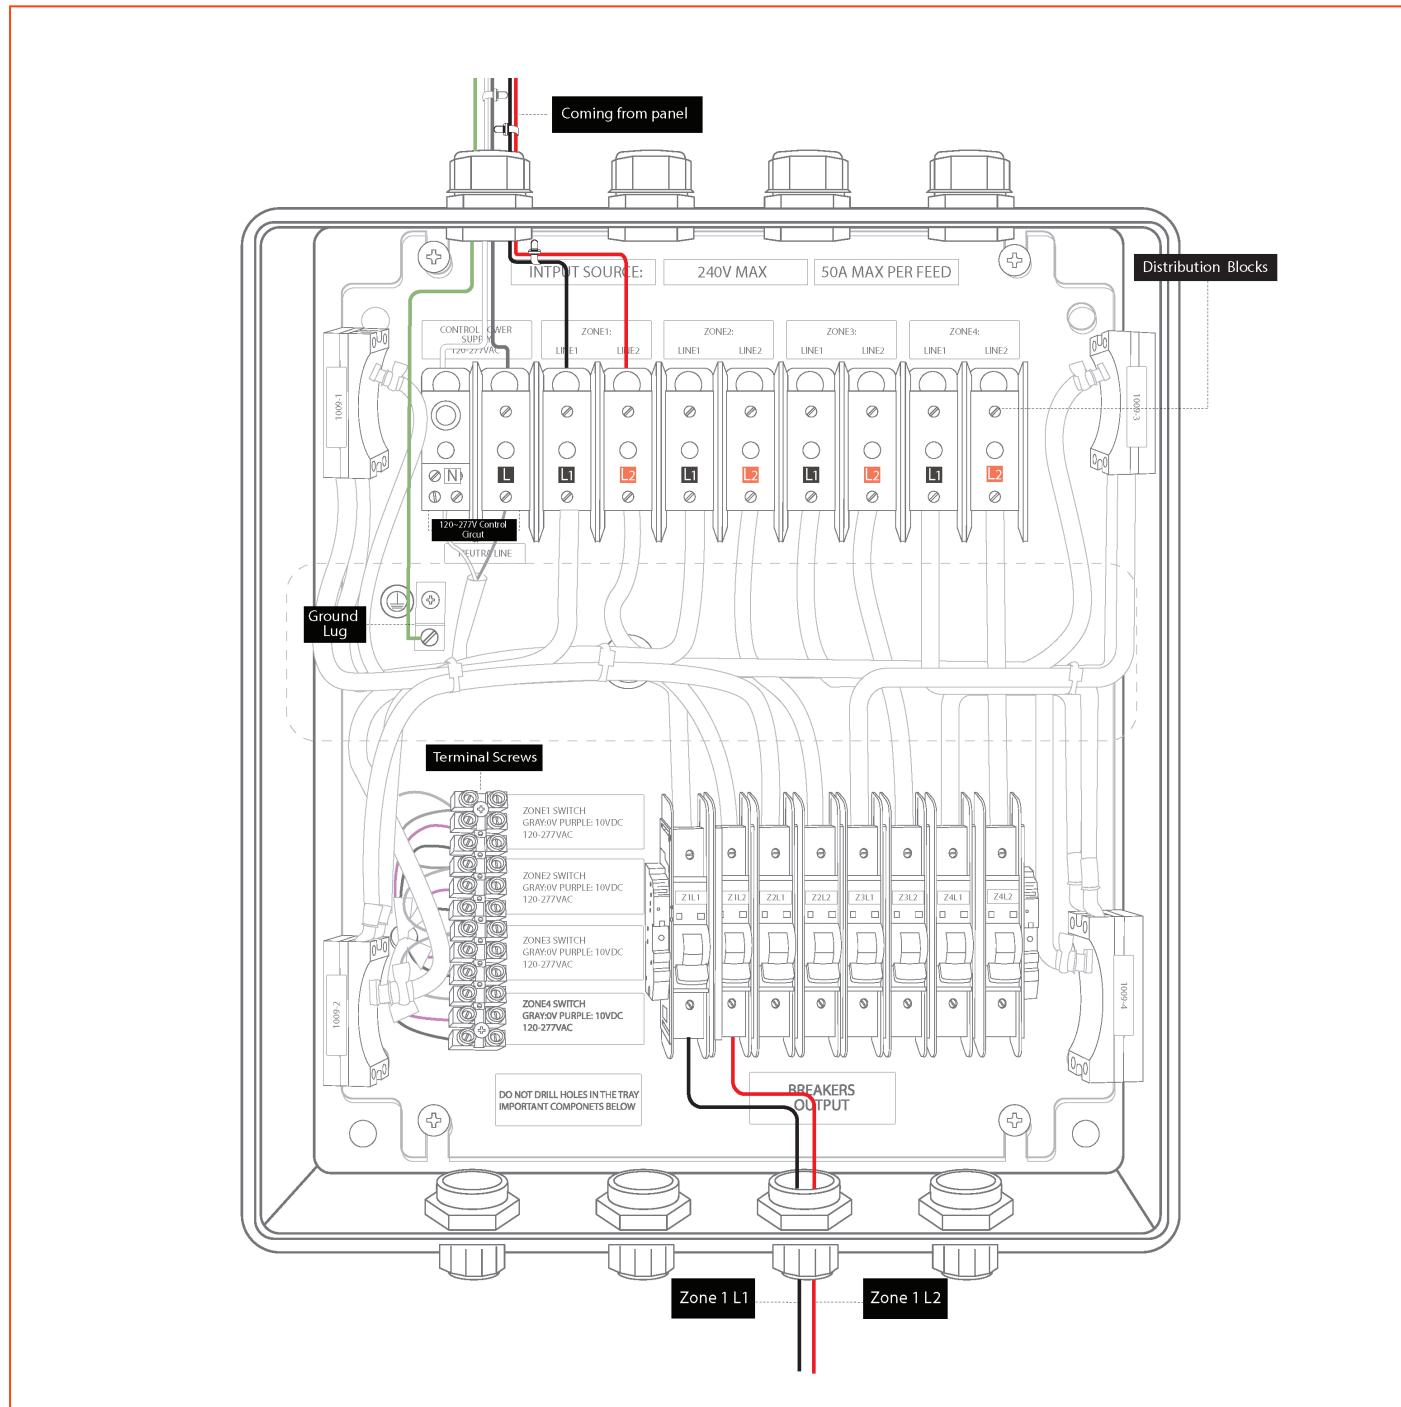 Coming from panel
Distribution Blocks
INTPUT SOURCE:
240V MAX
50A MAX PER FEED
CONTROL POWER
SUPPLY:
120-277VAC
ZONE1:
LINE1 LINE2
ZONE2:
LINE1 LINE2
ZONE3:
LINE1 LINE2
ZONE4:
LINE1 LINE2
1009-1
1009-3
N L L1 L2 L1 L2 L1 L2 L1 L2
120~277V Control
Circut
NEUTRAL LINE
Ground
Lug
Terminal Screws
ZONE1 SWITCH
GRAY:0V PURPLE: 10VDC
120-277VAC
ZONE2 SWITCH
GRAY:0V PURPLE: 10VDC
120-277VAC
ZONE3 SWITCH
GRAY:0V PURPLE: 10VDC
120-277VAC
ZONE4 SWITCH
GRAY:0V PURPLE: 10VDC
120-277VAC
Z1L1 Z1L2 Z2L1 Z2L2 Z3L1 Z3L2 Z4L1 Z4L2
1009-2
1009-4
DO NOT DRILL HOLES IN THE TRAY
IMPORTANT COMPONETS BELOW
BREAKERS
OUTPUT
Zone 1 L1
Zone 1 L2